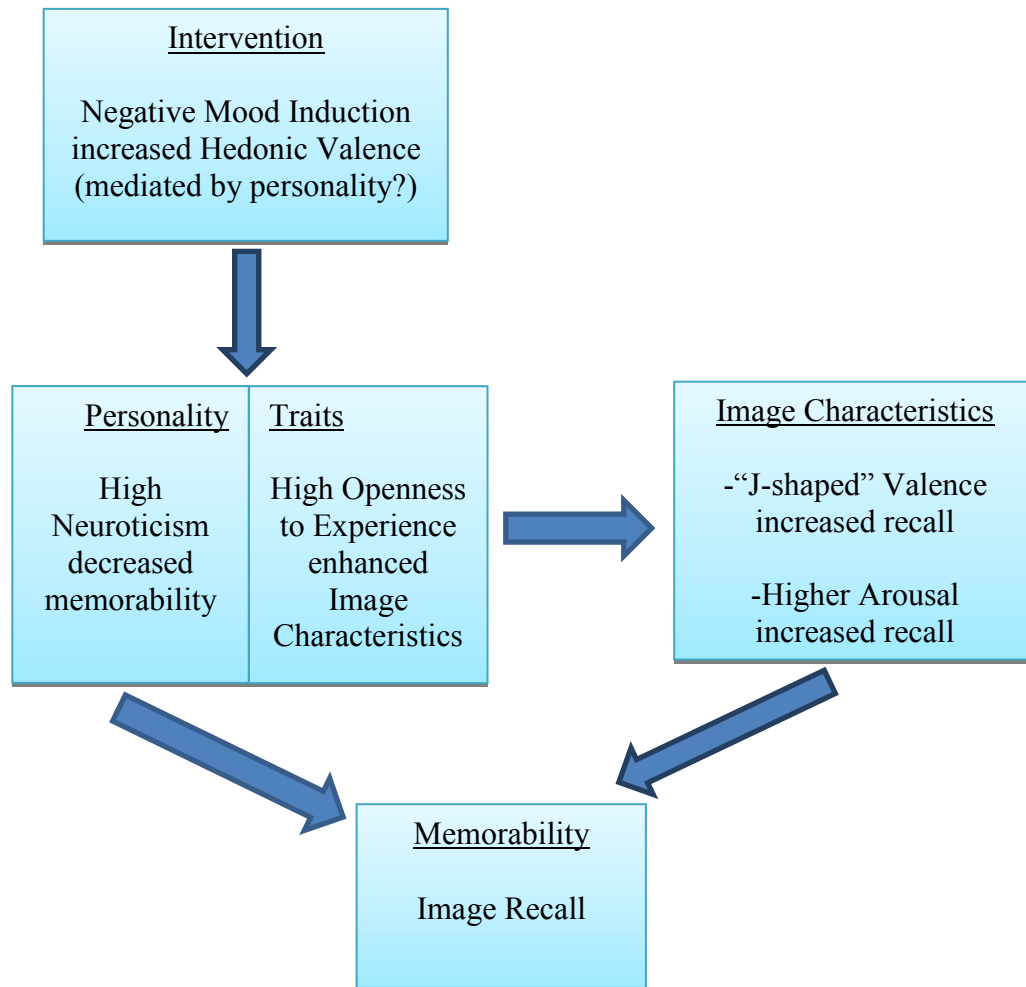 Intervention
Negative Mood Induction
increased Hedonic Valence
(mediated by personality?)
Personality
High
Neuroticism
decreased
memorability
Traits
High Openness
to Experience
enhanced
Image
Characteristics
Image Characteristics
-“J-shaped” Valence
increased recall
-Higher Arousal
increased recall
Memorability
Image Recall